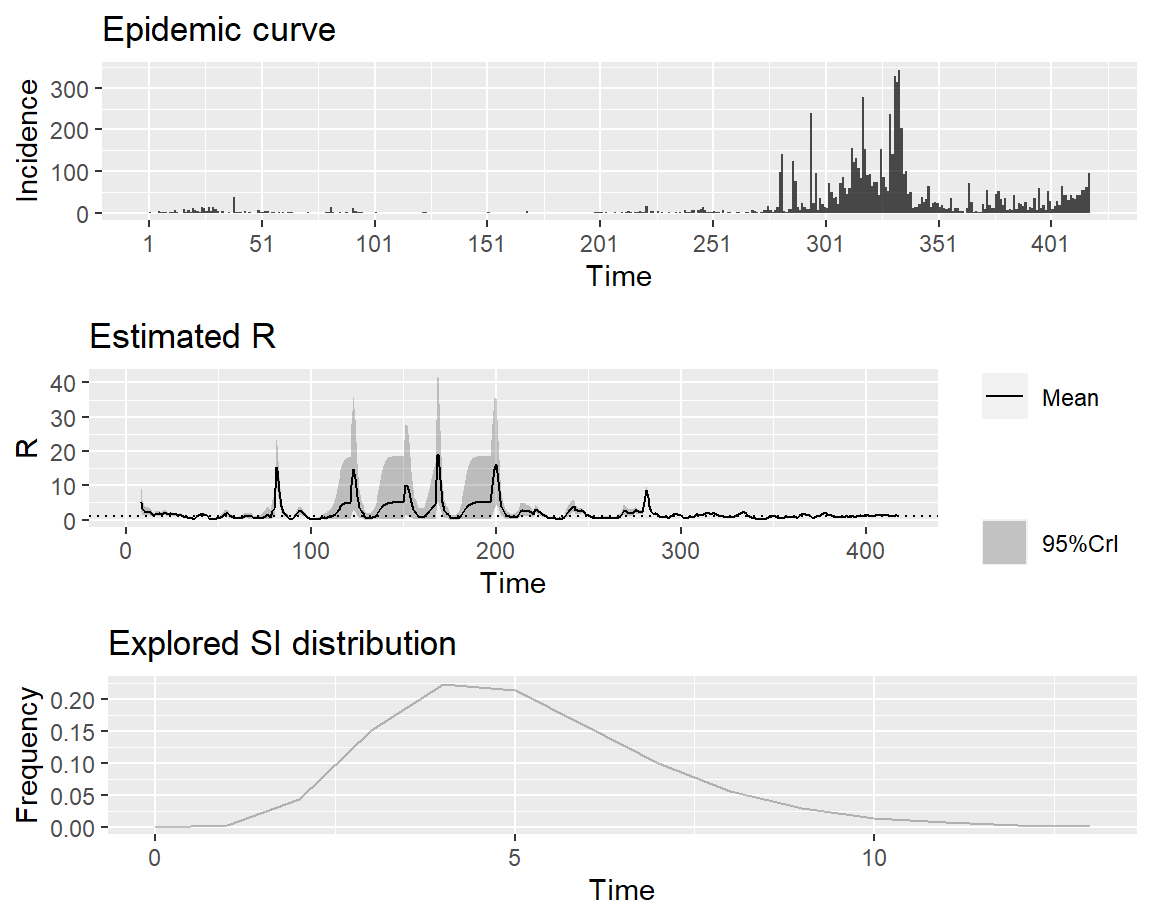 Epidemic curve
Incidence
300
200
100
0
1 51 101 151 201 251 301 351 401
Time
Estimated R
R
40
30
20
10
0
0 100 200 300 400
Time
Mean
95%CrI
Explored SI distribution
Frequency
0.20
0.15
0.10
0.05
0.00
0 5 10
Time